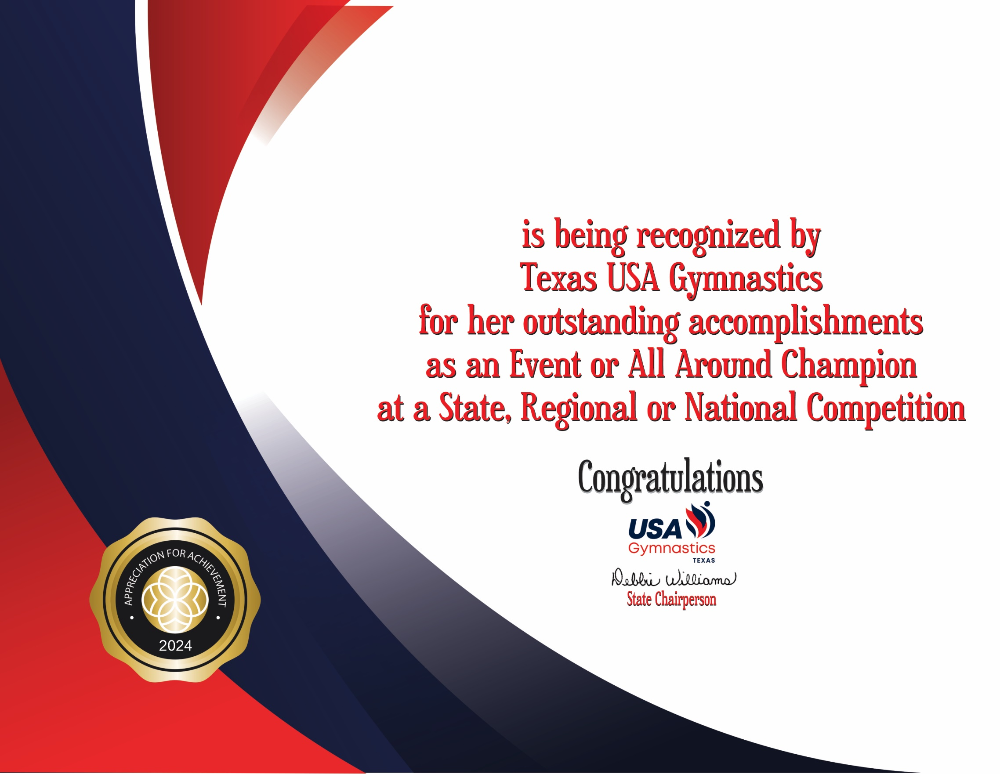 is being recognized by
Texas USA Gymnastics
for her outstanding accomplishments
as an Event or All Around Champion
at a State, Regional or National Competition
Congratulations
USA
Gymnastics
TEXAS
Debbie Williams
State Chairperson
APPRECIATION FOR ACHIEVEMENT
2024